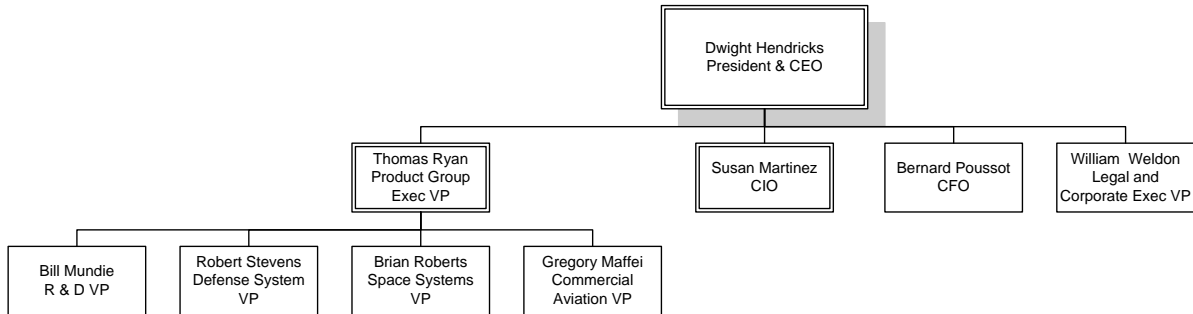 Dwight Hendricks
President & CEO
Thomas Ryan
Product Group
Exec VP
Susan Martinez
CIO
Bernard Poussot
CFO
William Weldon
Legal and
Corporate Exec VP
Bill Mundie
R & D VP
Robert Stevens
Defense System
VP
Brian Roberts
Space Systems
VP
Gregory Maffei
Commercial
Aviation VP